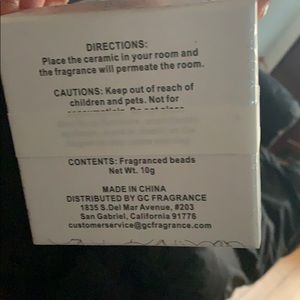 DIRECTIONS:
Place the ceramic in your room and
the fragrance will permeate the room.
CAUTIONS: Keep out of reach of
children and pets. Not for
CONTENTS: Fragranced beads
Net Wt. 10g
MADE IN CHINA
DISTRIBUTED BY GC FRAGRANCE
1835 S.Del Mar Avenue, #203
San Gabriel, California 91776
customerservice@gcfragrance.com